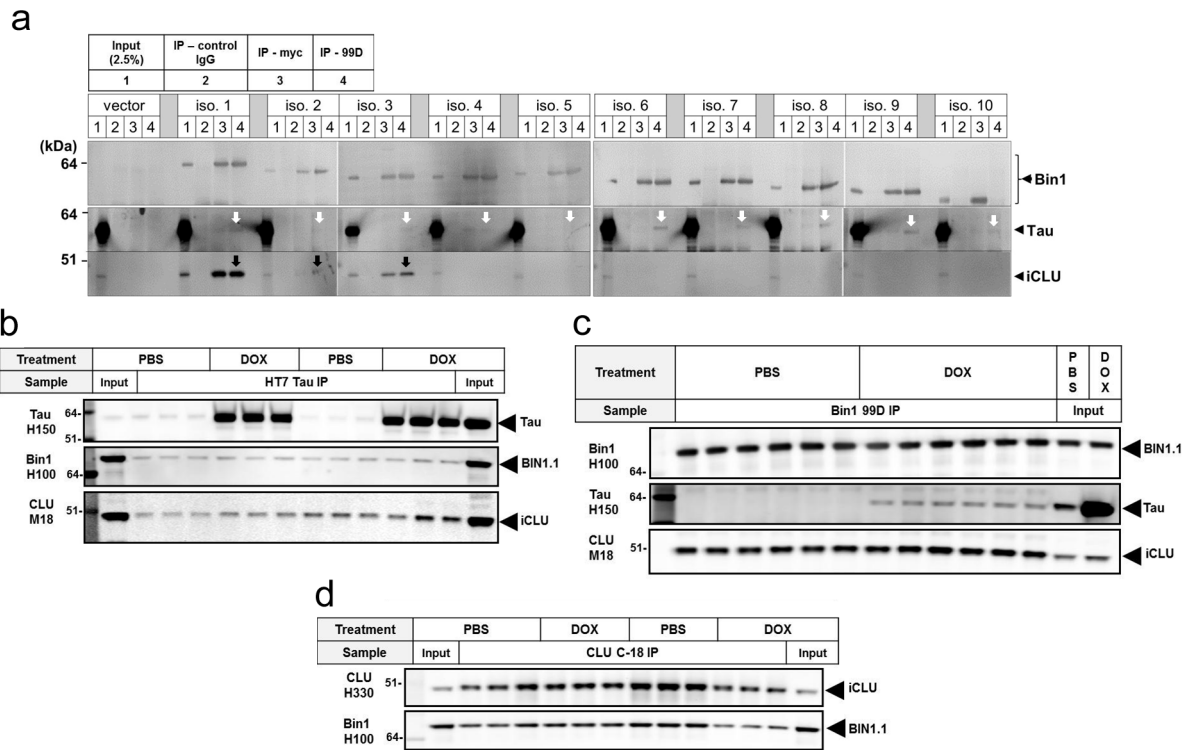 a
Input (2.5%) IP – control IgG IP - myc IP - 99D
1 2 3 4
vector iso. 1 iso. 2 iso. 3 iso. 4 iso. 5 iso. 6 iso. 7 iso. 8 iso. 9 iso. 10
1 2 3 4 1 2 3 4 1 2 3 4 1 2 3 4 1 2 3 4 1 2 3 4 1 2 3 4 1 2 3 4 1 2 3 4 1 2 3 4 1 2 3 4
(kDa)
64 Bin1
64 Tau
51 iCLU
b
Treatment PBS DOX PBS DOX
Sample Input HT7 Tau IP Input
Tau H150 64- 51- Tau
Bin1 H100 64- BIN1.1
CLU M18 51- iCLU
c
Treatment PBS DOX PBS DOX
Sample Bin1 99D IP Input
Bin1 H100 64- BIN1.1
Tau H150 64- 51- Tau
CLU M18 51- iCLU
d
Treatment PBS DOX PBS DOX
Sample Input CLU C-18 IP Input
CLU H330 51- iCLU
Bin1 H100 64- BIN1.1